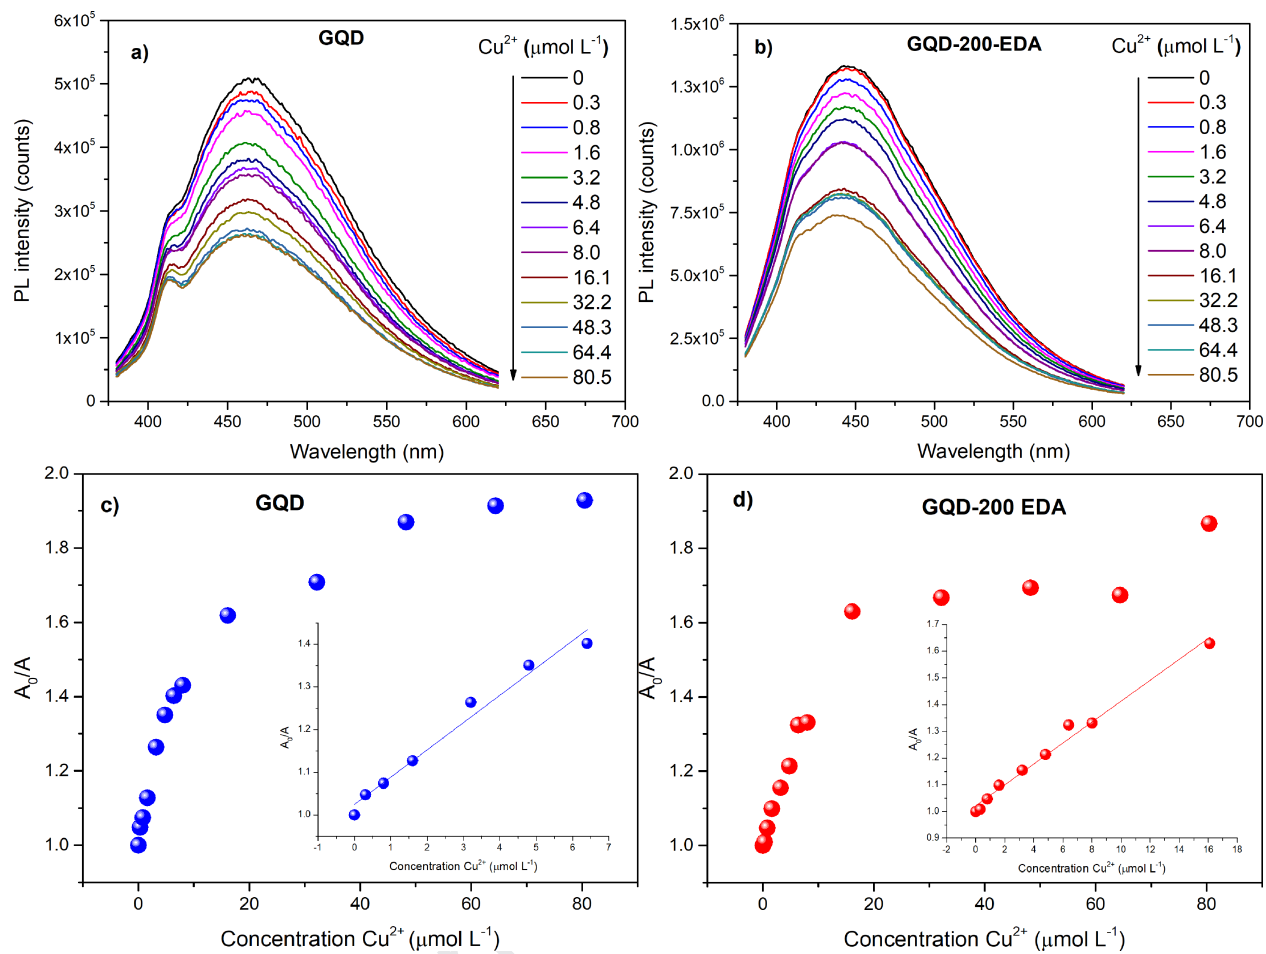 a)
GQD
Cu²⁺ (μmol L⁻¹)
0
0.3
0.8
1.6
3.2
4.8
6.4
8.0
16.1
32.2
48.3
64.4
80.5
6x10⁵
5x10⁵
4x10⁵
3x10⁵
2x10⁵
1x10⁵
0
PL intensity (counts)
400 450 500 550 600 650 700
Wavelength (nm)
b)
GQD-200-EDA
Cu²⁺ (μmol L⁻¹)
0
0.3
0.8
1.6
3.2
4.8
6.4
8.0
16.1
32.2
48.3
64.4
80.5
1.5x10⁶
1.3x10⁶
1.0x10⁶
7.5x10⁵
5.0x10⁵
2.5x10⁵
0.0
PL intensity (counts)
400 450 500 550 600 650 700
Wavelength (nm)
c)
GQD
2.0
1.8
1.6
1.4
1.2
1.0
A₀/A
0 20 40 60 80
Concentration Cu²⁺ (μmol L⁻¹)
1.4
1.3
1.2
1.1
1.0
A₀/A
-1 0 1 2 3 4 5 6 7
Concentration Cu²⁺ (μmol L⁻¹)
d)
GQD-200 EDA
2.0
1.8
1.6
1.4
1.2
1.0
A₀/A
0 20 40 60 80
Concentration Cu²⁺ (μmol L⁻¹)
1.7
1.6
1.5
1.4
1.3
1.2
1.1
1.0
0.9
A₀/A
-2 0 2 4 6 8 10 12 14 16 18
Concentration Cu²⁺ (μmol L⁻¹)